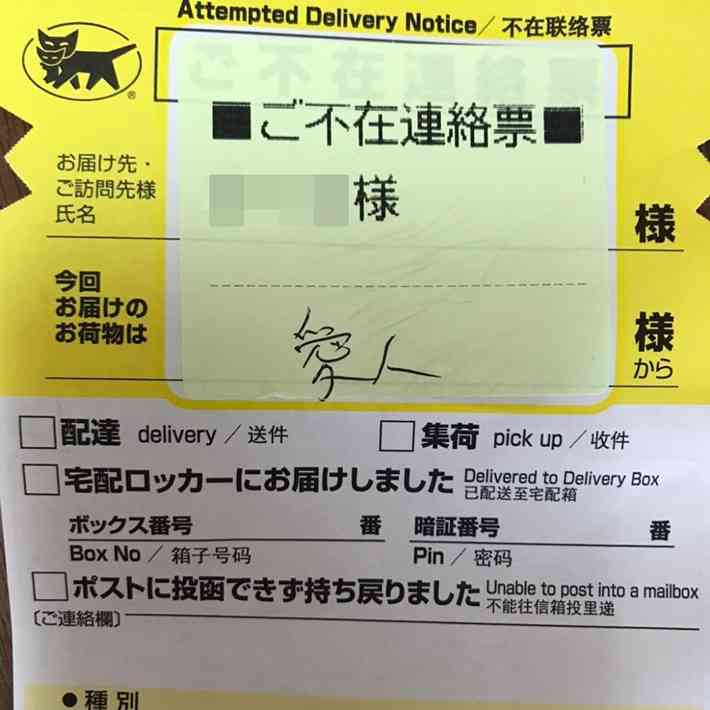 Attempted Delivery Notice / 不在联络票
ご不在連絡票
■ご不在連絡票■
お届け先・
ご訪問先様
氏名
様
様
今回
お届けの
お荷物は
愛人
様
から
配達 delivery / 送件
集荷 pick up / 收件
宅配ロッカーにお届けしました Delivered to Delivery Box
已配送至宅配箱
ボックス番号 番
Box No / 箱子号码
暗証番号 番
Pin / 密码
ポストに投函できず持ち戻りました Unable to post into a mailbox
不能往信箱投里递
〔ご連絡欄〕
●種別